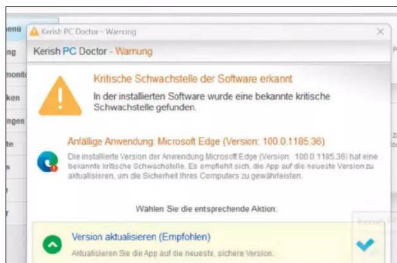 Kerish PC Doctor - Warnung
Kerish PC Doctor - Warnung
Kritische Schwachstelle der Software erkannt
In der installierten Software wurde eine bekannte kritische
Schwachstelle gefunden.
Anfällige Anwendung: Microsoft Edge (Version: 100.0.1185.36)
Die installierte Version der Anwendung Microsoft Edge (Version: 100.0.1185.36) hat eine
bekannte kritische Schwachstelle. Es empfiehlt sich, die App auf die neueste Version zu
aktualisieren, um die Sicherheit Ihres Computers zu gewährleisten.
Wählen Sie die entsprechende Aktion:
Version aktualisieren (Empfohlen)
Aktualisieren Sie die App auf die neueste, sichere Version.